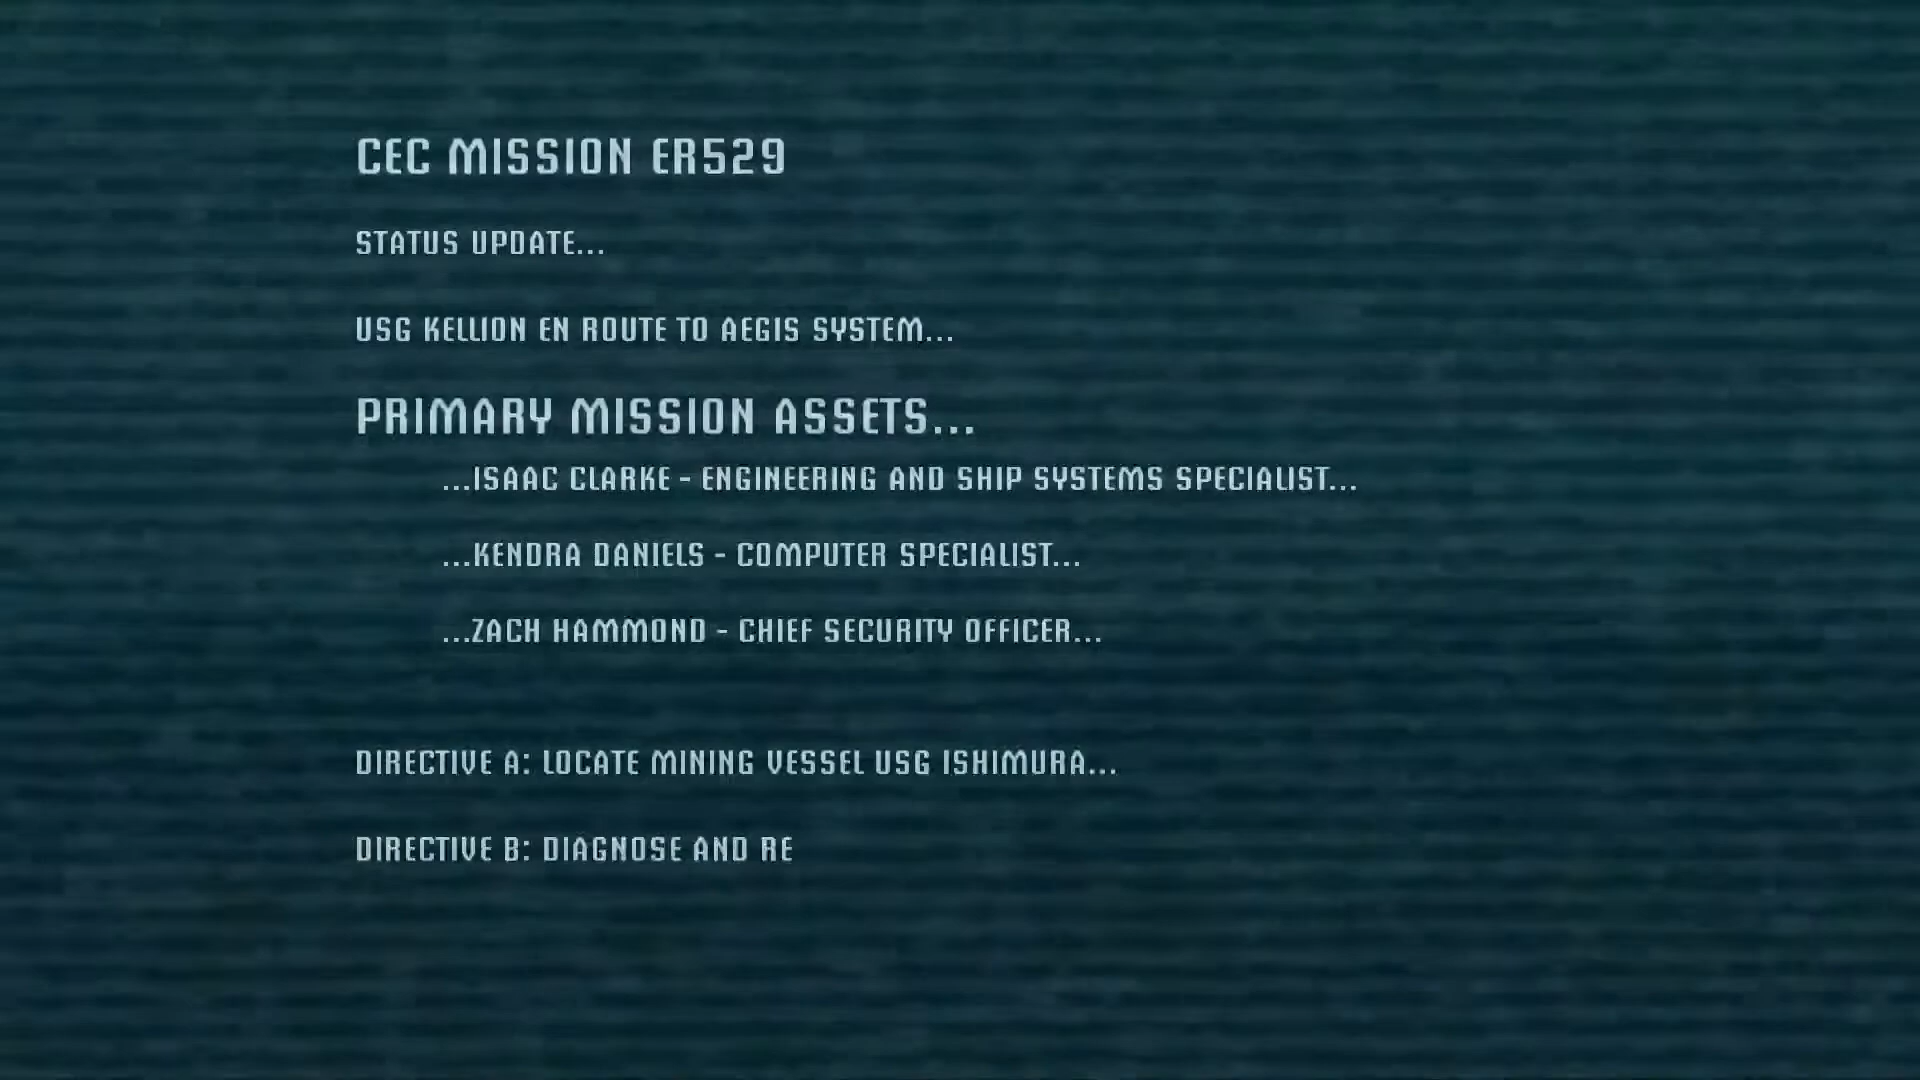 CEC MISSION ER529
STATUS UPDATE...
USG KELLION EN ROUTE TO AEGIS SYSTEM...
PRIMARY MISSION ASSETS...
...ISAAC CLARKE - ENGINEERING AND SHIP SYSTEMS SPECIALIST...
...KENDRA DANIELS - COMPUTER SPECIALIST...
...ZACH HAMMOND - CHIEF SECURITY OFFICER...
DIRECTIVE A: LOCATE MINING VESSEL USG ISHIMURA...
DIRECTIVE B: DIAGNOSE AND RE